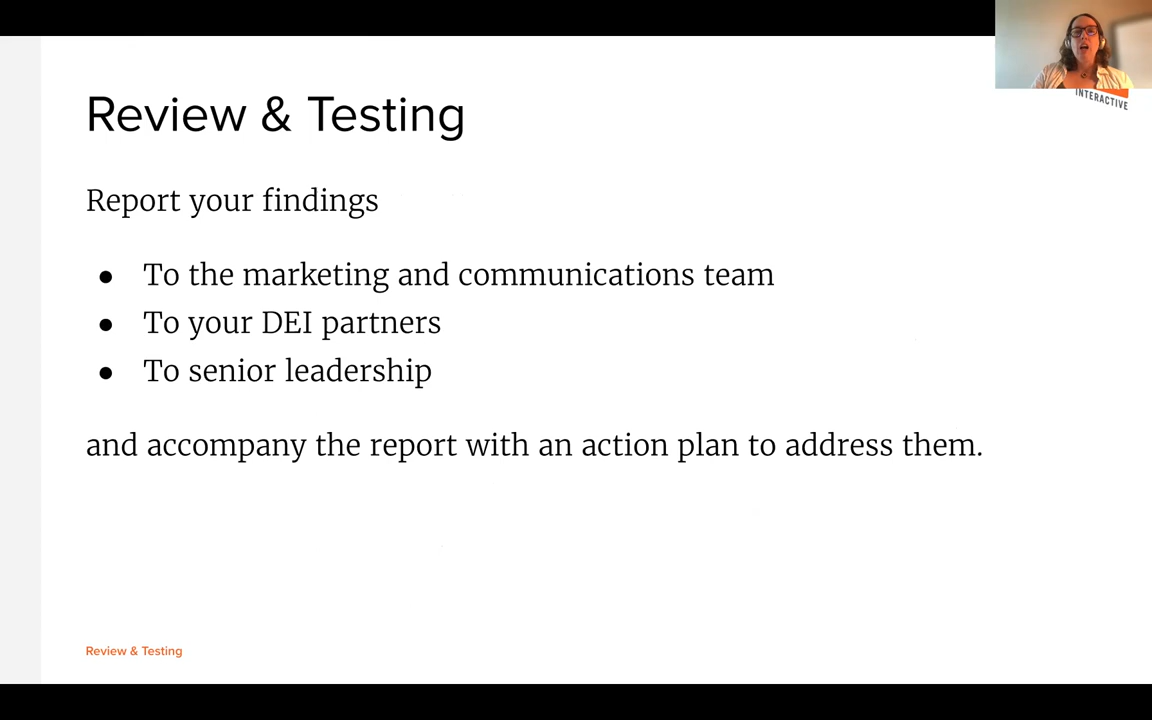 INTERACTIVE
Review & Testing
Report your findings
● To the marketing and communications team
● To your DEI partners
● To senior leadership
and accompany the report with an action plan to address them.
Review & Testing